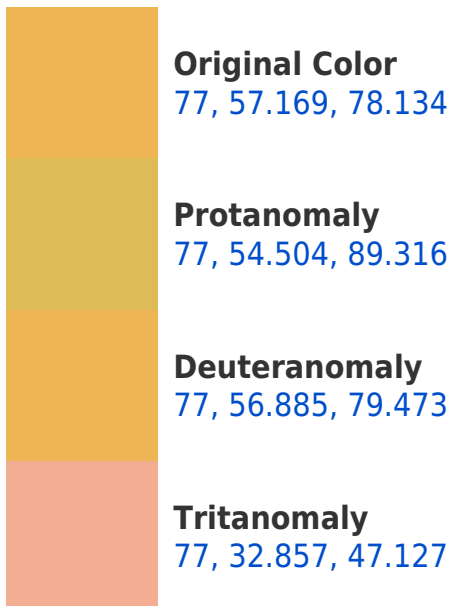 Original Color
77, 57.169, 78.134
Protanomaly
77, 54.504, 89.316
Deuteranomaly
77, 56.885, 79.473
Tritanomaly
77, 32.857, 47.127